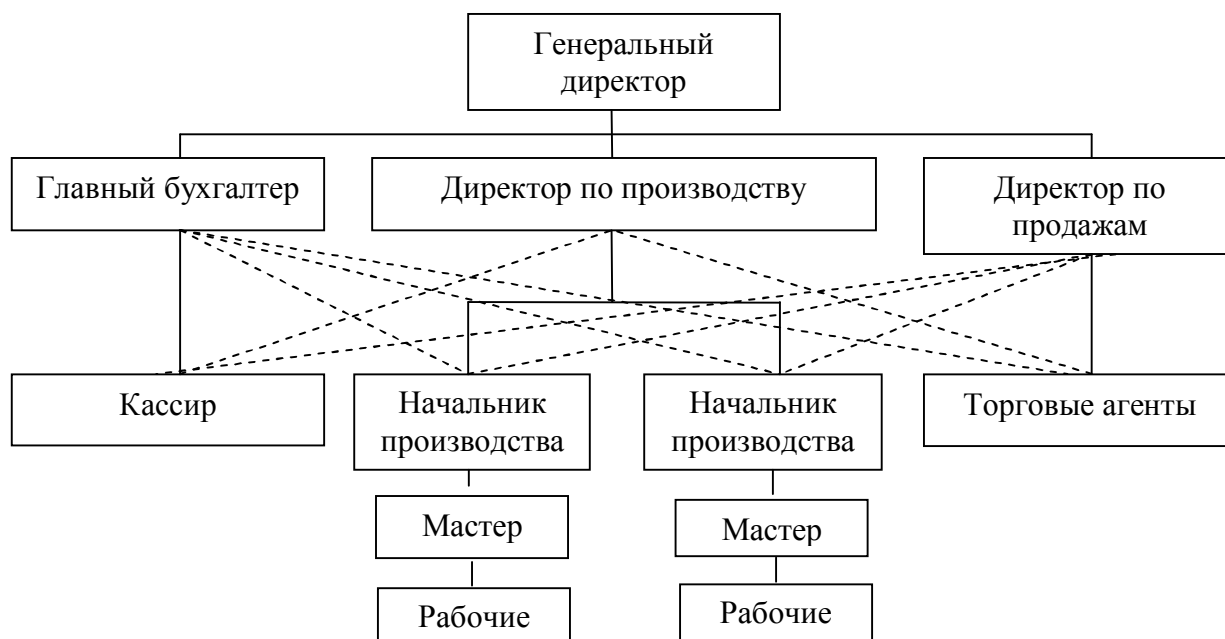 Генеральный
директор
Главный бухгалтер
Директор по производству
Директор по
продажам
Кассир
Начальник
производства
Начальник
производства
Торговые агенты
Мастер
Мастер
Рабочие
Рабочие